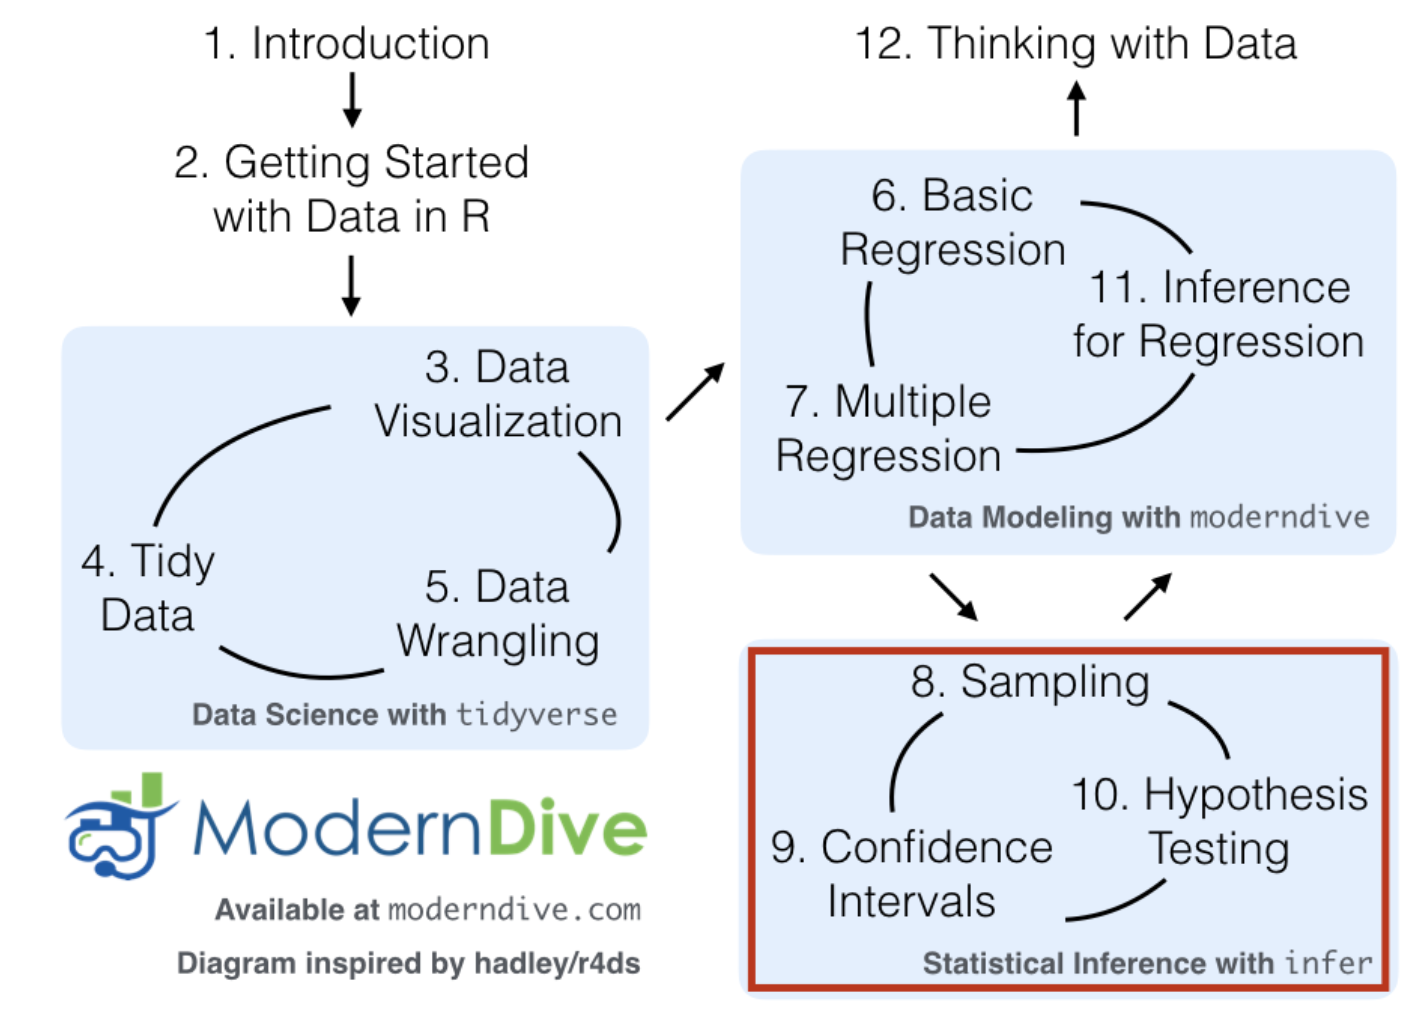 1. Introduction
2. Getting Started
with Data in R
3. Data
Visualization
4. Tidy
Data
5. Data
Wrangling
Data Science with tidyverse
ModernDive
Available at moderndive.com
Diagram inspired by hadley/r4ds
12. Thinking with Data
6. Basic
Regression
11. Inference
for Regression
7. Multiple
Regression
Data Modeling with moderndive
8. Sampling
10. Hypothesis
Testing
9. Confidence
Intervals
Statistical Inference with infer